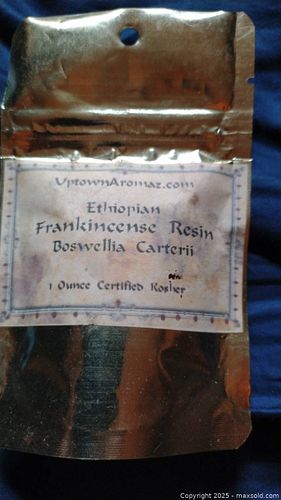 UptownAromaz.com
Ethiopian
Frankincense Resin
Boswellia Carterii
1 Ounce Certified Kosher
Copyright © 2025 - maxsold.com